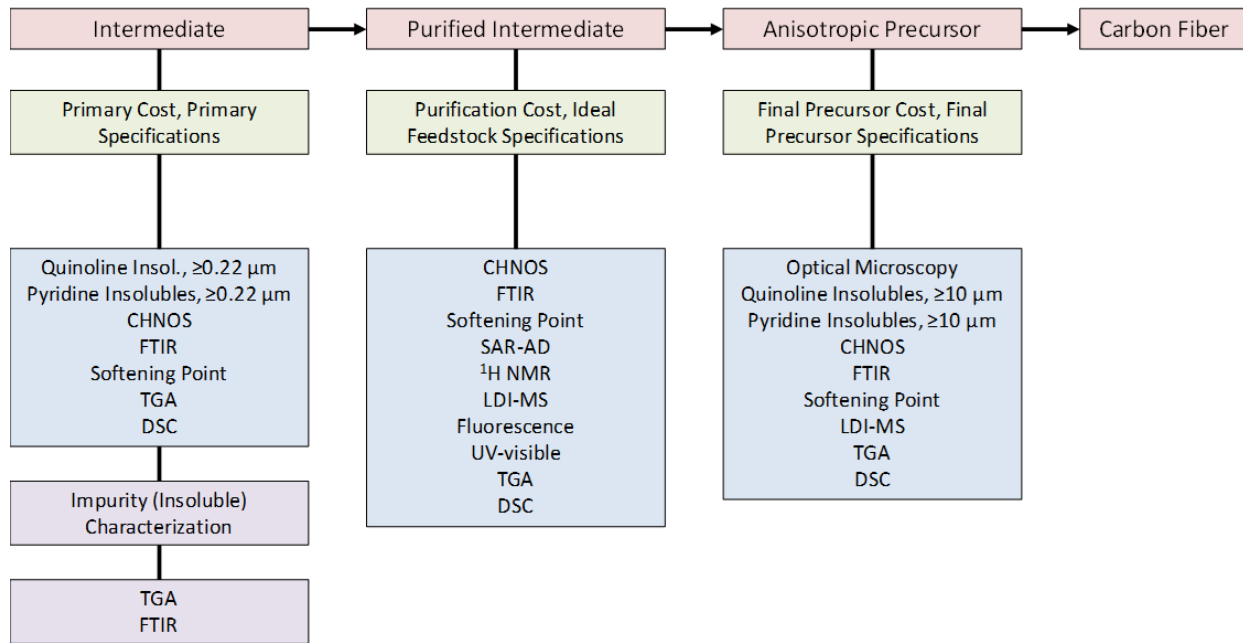 Intermediate
Purified Intermediate
Anisotropic Precursor
Carbon Fiber
Primary Cost, Primary
Specifications
Purification Cost, Ideal
Feedstock Specifications
Final Precursor Cost, Final
Precursor Specifications
Quinoline Insol., ≥0.22 µm
Pyridine Insolubles, ≥0.22 µm
CHNOS
FTIR
Softening Point
TGA
DSC
CHNOS
FTIR
Softening Point
SAR-AD
¹H NMR
LDI-MS
Fluorescence
UV-visible
TGA
DSC
Optical Microscopy
Quinoline Insolubles, ≥10 µm
Pyridine Insolubles, ≥10 µm
CHNOS
FTIR
Softening Point
LDI-MS
TGA
DSC
Impurity (Insoluble)
Characterization
TGA
FTIR